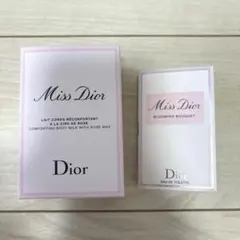 Miss Dior
LAIT CORPS RÉCONFORTANT
À LA CIRE DE ROSE
COMFORTING BODY MILK WITH ROSE WAX
Dior
Miss Dior
BLOOMING BOUQUET
Dior
EAU DE TOILETTE